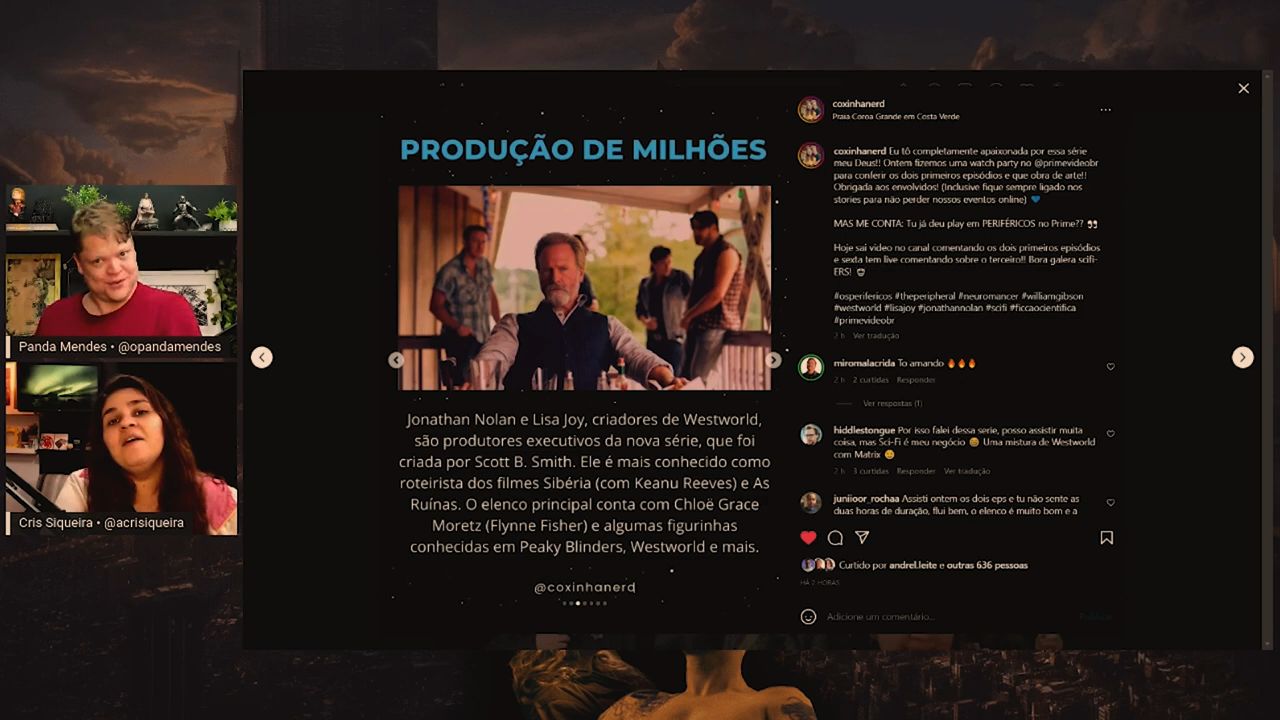 PRODUÇÃO DE MILHÕES
Jonathan Nolan e Lisa Joy, criadores de Westworld,
são produtores executivos da nova série, que foi
criada por Scott B. Smith. Ele é mais conhecido como
roteirista dos filmes Sibéria (com Keanu Reeves) e As
Ruínas. O elenco principal conta com Chloë Grace
Moretz (Flynne Fisher) e algumas figurinhas
conhecidas em Peaky Blinders, Westworld e mais.
@coxinhanerd
coxinhanerd
Praia Coroa Grande em Costa Verde
coxinhanerd Eu tô completamente apaixonada por essa série
meu Deus!! Ontem fizemos uma watch party no @primevideobr
para conferir os dois primeiros episódios e que obra de arte!!
Obrigada aos envolvidos! (Inclusive fique sempre ligado nos
stories para não perder nossos eventos online) 💙
MAS ME CONTA: Tu já deu play em PERIFÉRICOS no Prime??
Hoje sai video no canal comentando os dois primeiros episódios
e sexta tem live comentando sobre o terceiro!! Bora galera scifi-
ERS!
#osperifericos #theperipheral #neuromancer #williamgibson
#westworld #lisajoy #jonathannolan #scifi #ficcaocientifica
#primevideobr
2 h Ver tradução
miromalacrida To amando 🔥🔥🔥
2 h 2 curtidas Responder
Ver respostas (1)
hiddlestongue Por isso falei dessa serie, posso assistir muita
coisa, mas Sci-Fi é meu negócio Uma mistura de Westworld
com Matrix
2 h 3 curtidas Responder Ver tradução
juniioor_rochaa Assisti ontem os dois eps e tu não sente as
duas horas de duração, flui bem, o elenco é muito bom e a
Curtido por andrel.leite e outras 636 pessoas
HÁ 2 HORAS
Adicione um comentário...
Panda Mendes • @opandamendes
Cris Siqueira • @acrisiqueira